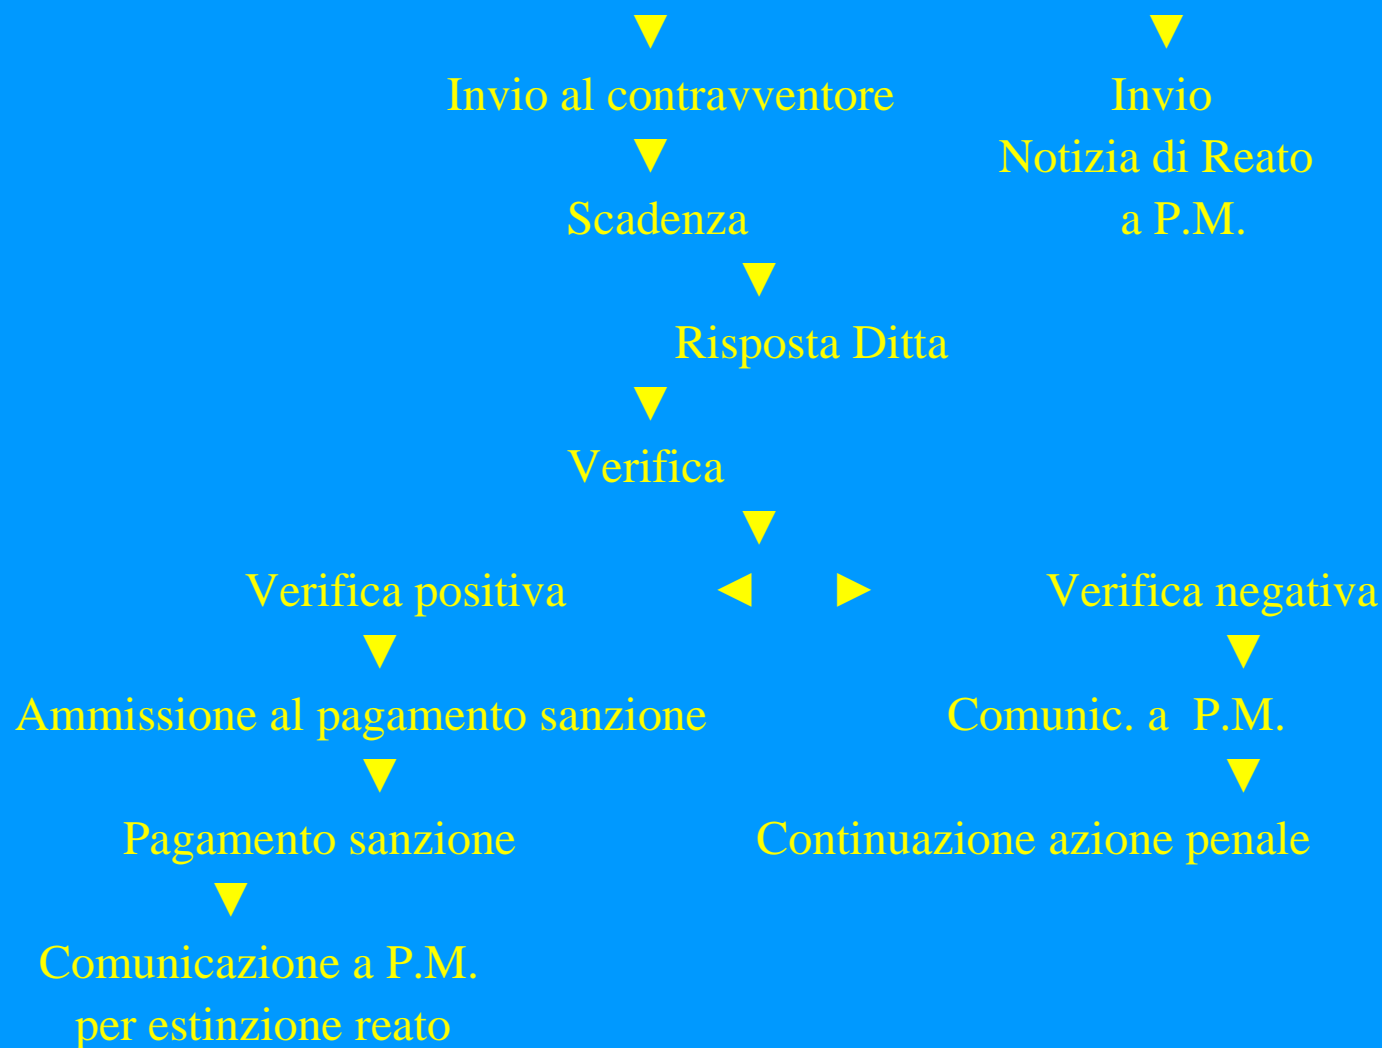 ▼ ▼
Invio al contravventore Invio
▼ Notizia di Reato
Scadenza a P.M.
▼
Risposta Ditta
▼
Verifica
▼
Verifica positiva ◄ ► Verifica negativa
▼ ▼
Ammissione al pagamento sanzione Comunic. a P.M.
▼ ▼
Pagamento sanzione Continuazione azione penale
▼
Comunicazione a P.M.
per estinzione reato